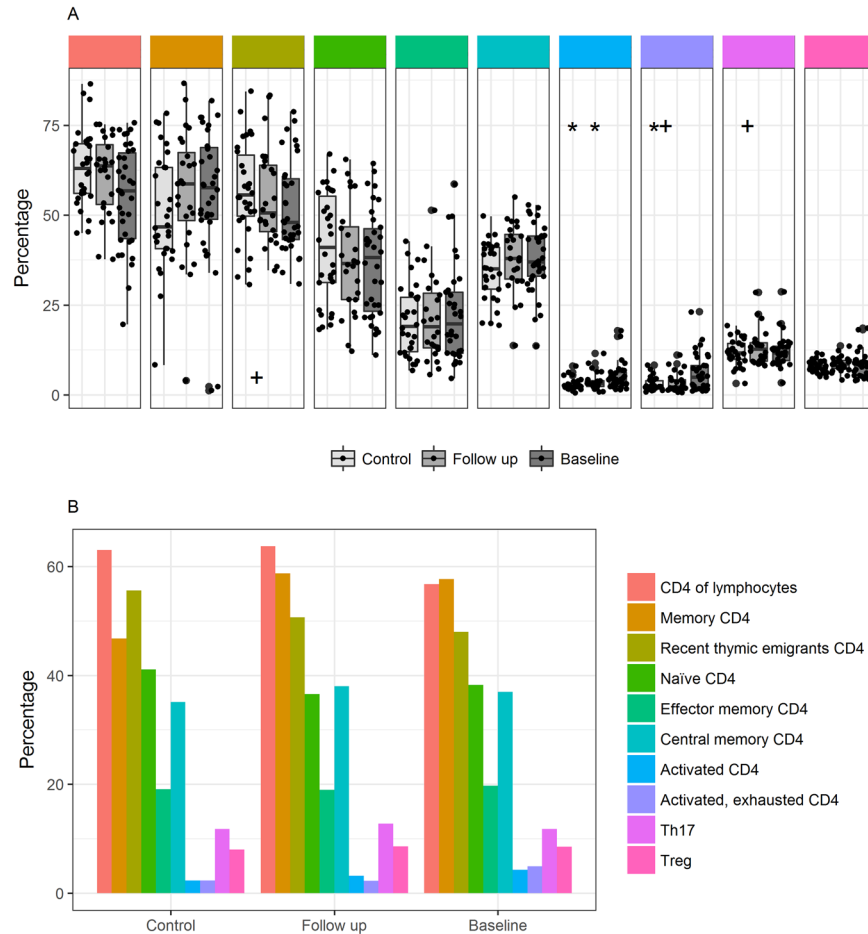 A
Percentage
75
50
25
0
* *
*+
+
+
Control Follow up Baseline
B
Percentage
60
40
20
0
Control Follow up Baseline
CD4 of lymphocytes
Memory CD4
Recent thymic emigrants CD4
Naïve CD4
Effector memory CD4
Central memory CD4
Activated CD4
Activated, exhausted CD4
Th17
Treg